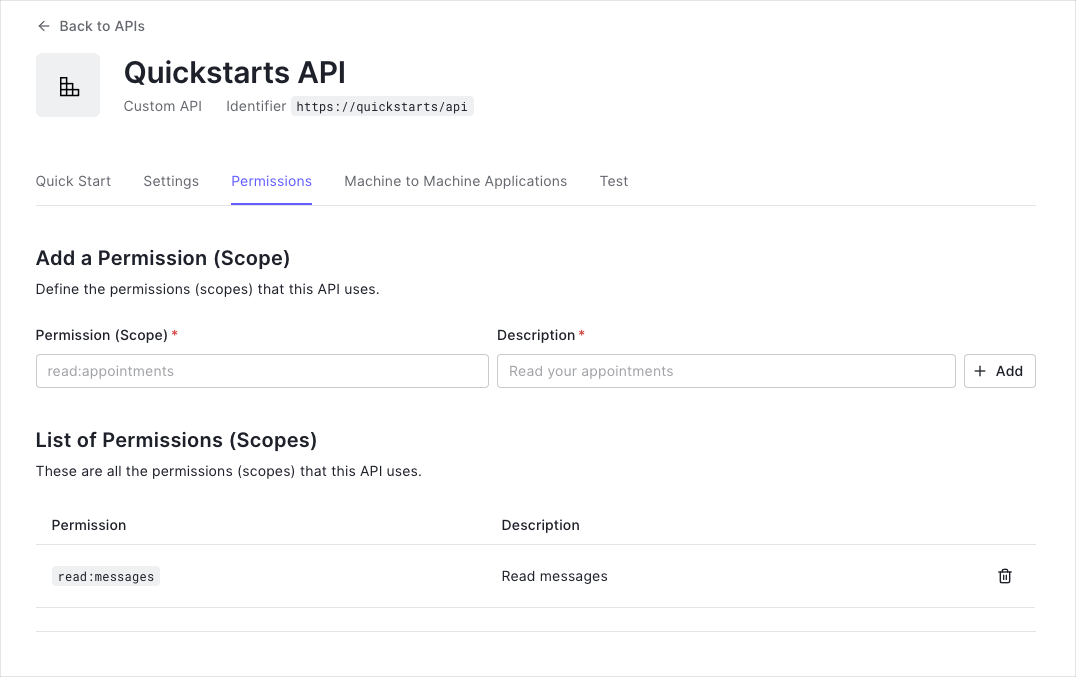 Back to APIs
Quickstarts API
Custom API Identifier https://quickstarts/api
Quick Start Settings Permissions Machine to Machine Applications Test
Add a Permission (Scope)
Define the permissions (scopes) that this API uses.
Permission (Scope) * Description *
read:appointments Read your appointments + Add
List of Permissions (Scopes)
These are all the permissions (scopes) that this API uses.
Permission Description
read:messages Read messages